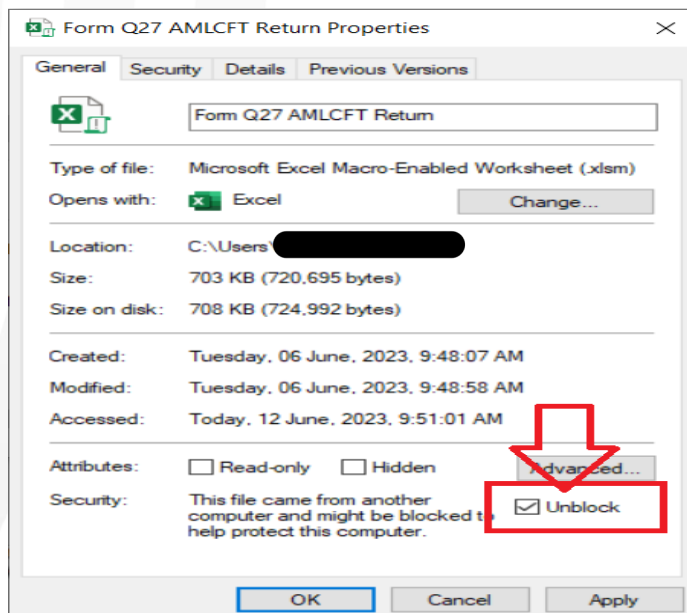 Form Q27 AMLCFT Return Properties
General Security Details Previous Versions
Form Q27 AMLCFT Return
Type of file: Microsoft Excel Macro-Enabled Worksheet (.xlsm)
Opens with: Excel Change...
Location: C:\Users\
Size: 703 KB (720,695 bytes)
Size on disk: 708 KB (724,992 bytes)
Created: Tuesday, 06 June, 2023, 9:48:07 AM
Modified: Tuesday, 06 June, 2023, 9:48:58 AM
Accessed: Today, 12 June, 2023, 9:51:01 AM
Attributes: Read-only Hidden Advanced...
Security: This file came from another
computer and might be blocked to Unblock
help protect this computer.
OK Cancel Apply